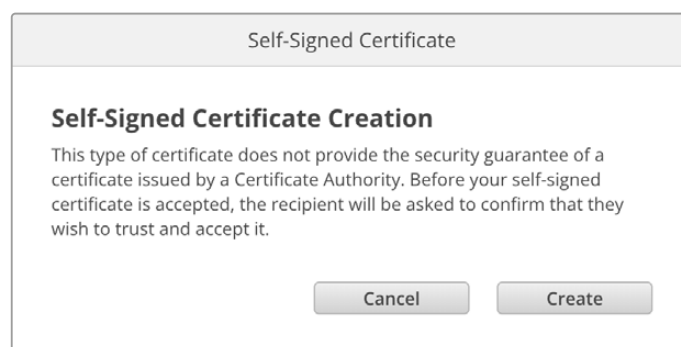 Self-Signed Certificate
Self-Signed Certificate Creation
This type of certificate does not provide the security guarantee of a
certificate issued by a Certificate Authority. Before your self-signed
certificate is accepted, the recipient will be asked to confirm that they
wish to trust and accept it.
Cancel
Create